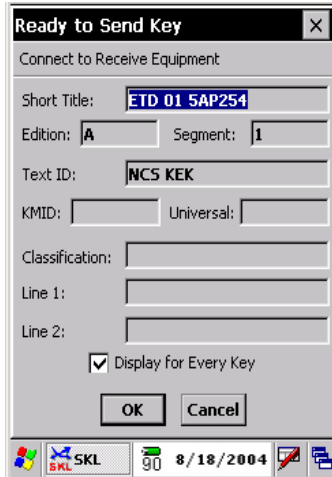 Ready to Send Key
Connect to Receive Equipment
Short Title: ETD 01 5AP254
Edition: A Segment: 1
Text ID: NCS KEK
KMID: Universal:
Classification:
Line 1:
Line 2:
Display for Every Key
OK Cancel
SKL SKL 90 8/18/2004